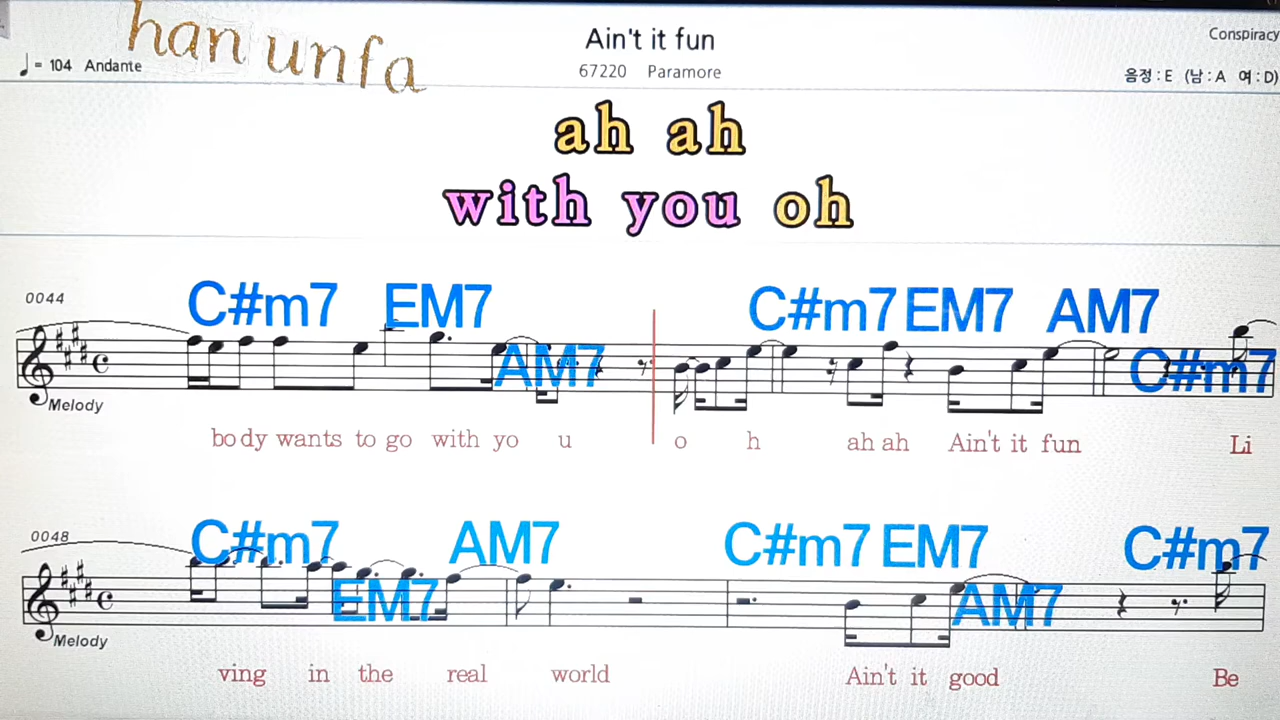 han unfa
Ain't it fun
Conspiracy
♩= 104 Andante
67220 Paramore
음정 : E (남 : A 여 : D)
ah ah
with you oh
0044
C#m7 EM7 AM7 C#m7 EM7 AM7 C#m7
Melody
bo dy wants to go with yo u o h ah ah Ain't it fun Li
0048
C#m7 EM7 AM7 C#m7 EM7 AM7 C#m7
Melody
ving in the real world Ain't it good Be